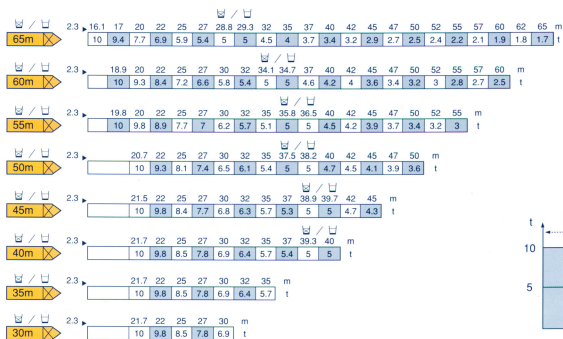 2.3 16.1 17 20 22 25 27 28.8 29.3 32 35 37 40 42 45 47 50 52 55 57 60 62 65 m
65m 10 9.4 7.7 6.9 5.9 5.4 5 5 4.5 4 3.7 3.4 3.2 2.9 2.7 2.5 2.4 2.2 2.1 1.9 1.8 1.7 t
2.3 18.9 20 22 25 27 30 32 34.1 34.7 37 40 42 45 47 50 52 55 57 60 m
60m 10 9.3 8.4 7.2 6.6 5.8 5.4 5 5 4.6 4.2 4 3.6 3.4 3.2 3 2.8 2.7 2.5 t
2.3 19.8 20 22 25 27 30 32 35 35.8 36.5 40 42 45 47 50 52 55 m
55m 10 9.8 8.9 7.7 7 6.2 5.7 5.1 5 5 4.5 4.2 3.9 3.7 3.4 3.2 3 t
2.3 20.7 22 25 27 30 32 35 37.5 38.2 40 42 45 47 50 m
50m 10 9.3 8.1 7.4 6.5 6.1 5.4 5 5 4.7 4.5 4.1 3.9 3.6 t
2.3 21.5 22 25 27 30 32 35 37 38.9 39.7 42 45 m
45m 10 9.8 8.4 7.7 6.8 6.3 5.7 5.3 5 5 4.7 4.3 t
2.3 21.7 22 25 27 30 32 35 37 39.3 40 m
40m 10 9.8 8.5 7.8 6.9 6.4 5.7 5.4 5 5 t
2.3 21.7 22 25 27 30 32 35 m
35m 10 9.8 8.5 7.8 6.9 6.4 5.7 t
2.3 21.7 22 25 27 30 m
30m 10 9.8 8.5 7.8 6.9 t
t
10
5